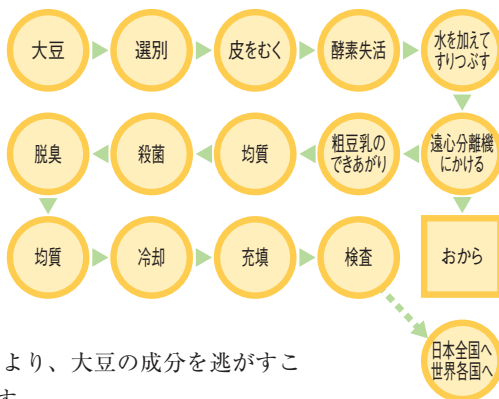 大豆
選別
皮をむく
酵素失活
水を加えて
すりつぶす
遠心分離機
にかける
粗豆乳の
できあがり
均質
殺菌
脱臭
均質
冷却
充填
検査
おから
日本全国へ
世界各国へ
より、大豆の成分を逃がすこ
す